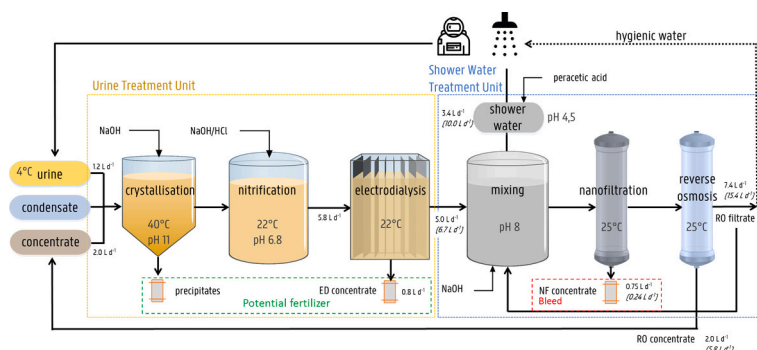 hygienic water
Urine Treatment Unit
Shower Water
Treatment Unit
peracetic acid
NaOH
NaOH/HCl
3.4 L d⁻¹
(10.0 L d⁻¹)
shower
water
pH 4,5
4°C urine
1.2 L d⁻¹
crystallisation
nitrification
electrodialysis
mixing
nanofiltration
reverse
osmosis
7.4 L d⁻¹
(15.4 L d⁻¹)
RO filtrate
condensate
40°C
pH 11
22°C
pH 6.8
5.8 L d⁻¹
22°C
5.0 L d⁻¹
(6.7 L d⁻¹)
pH 8
25°C
25°C
concentrate
2.0 L d⁻¹
precipitates
ED concentrate
0.8 L d⁻¹
NaOH
NF concentrate
0.75 L d⁻¹
(0.24 L d⁻¹)
Potential fertilizer
Bleed
RO concentrate
2.0 L d⁻¹
(5.8 L d⁻¹)